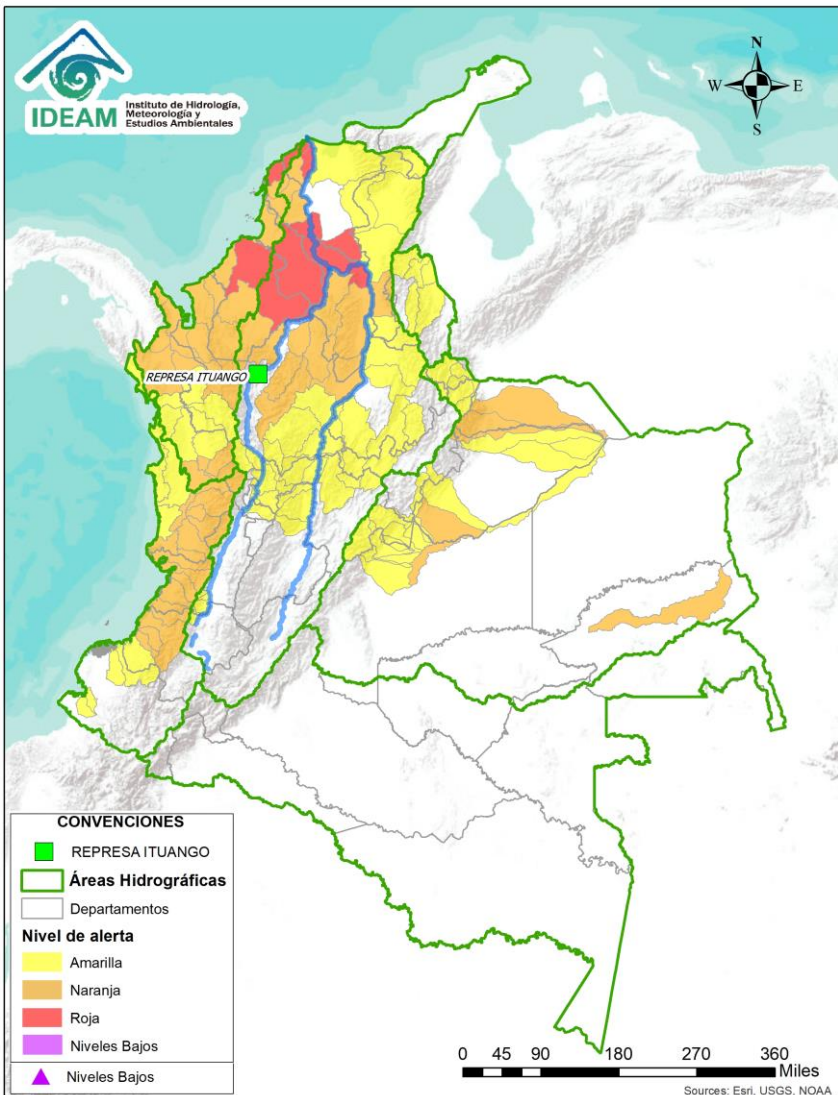 IDEAM
Instituto de Hidrología,
Meteorología y
Estudios Ambientales
N
W
E
S
REPRESA ITUANGO
CONVENCIONES
REPRESA ITUANGO
Áreas Hidrográficas
Departamentos
Nivel de alerta
Amarilla
Naranja
Roja
Niveles Bajos
Niveles Bajos
0 45 90 180 270 360
Miles
Sources: Esri, USGS, NOAA